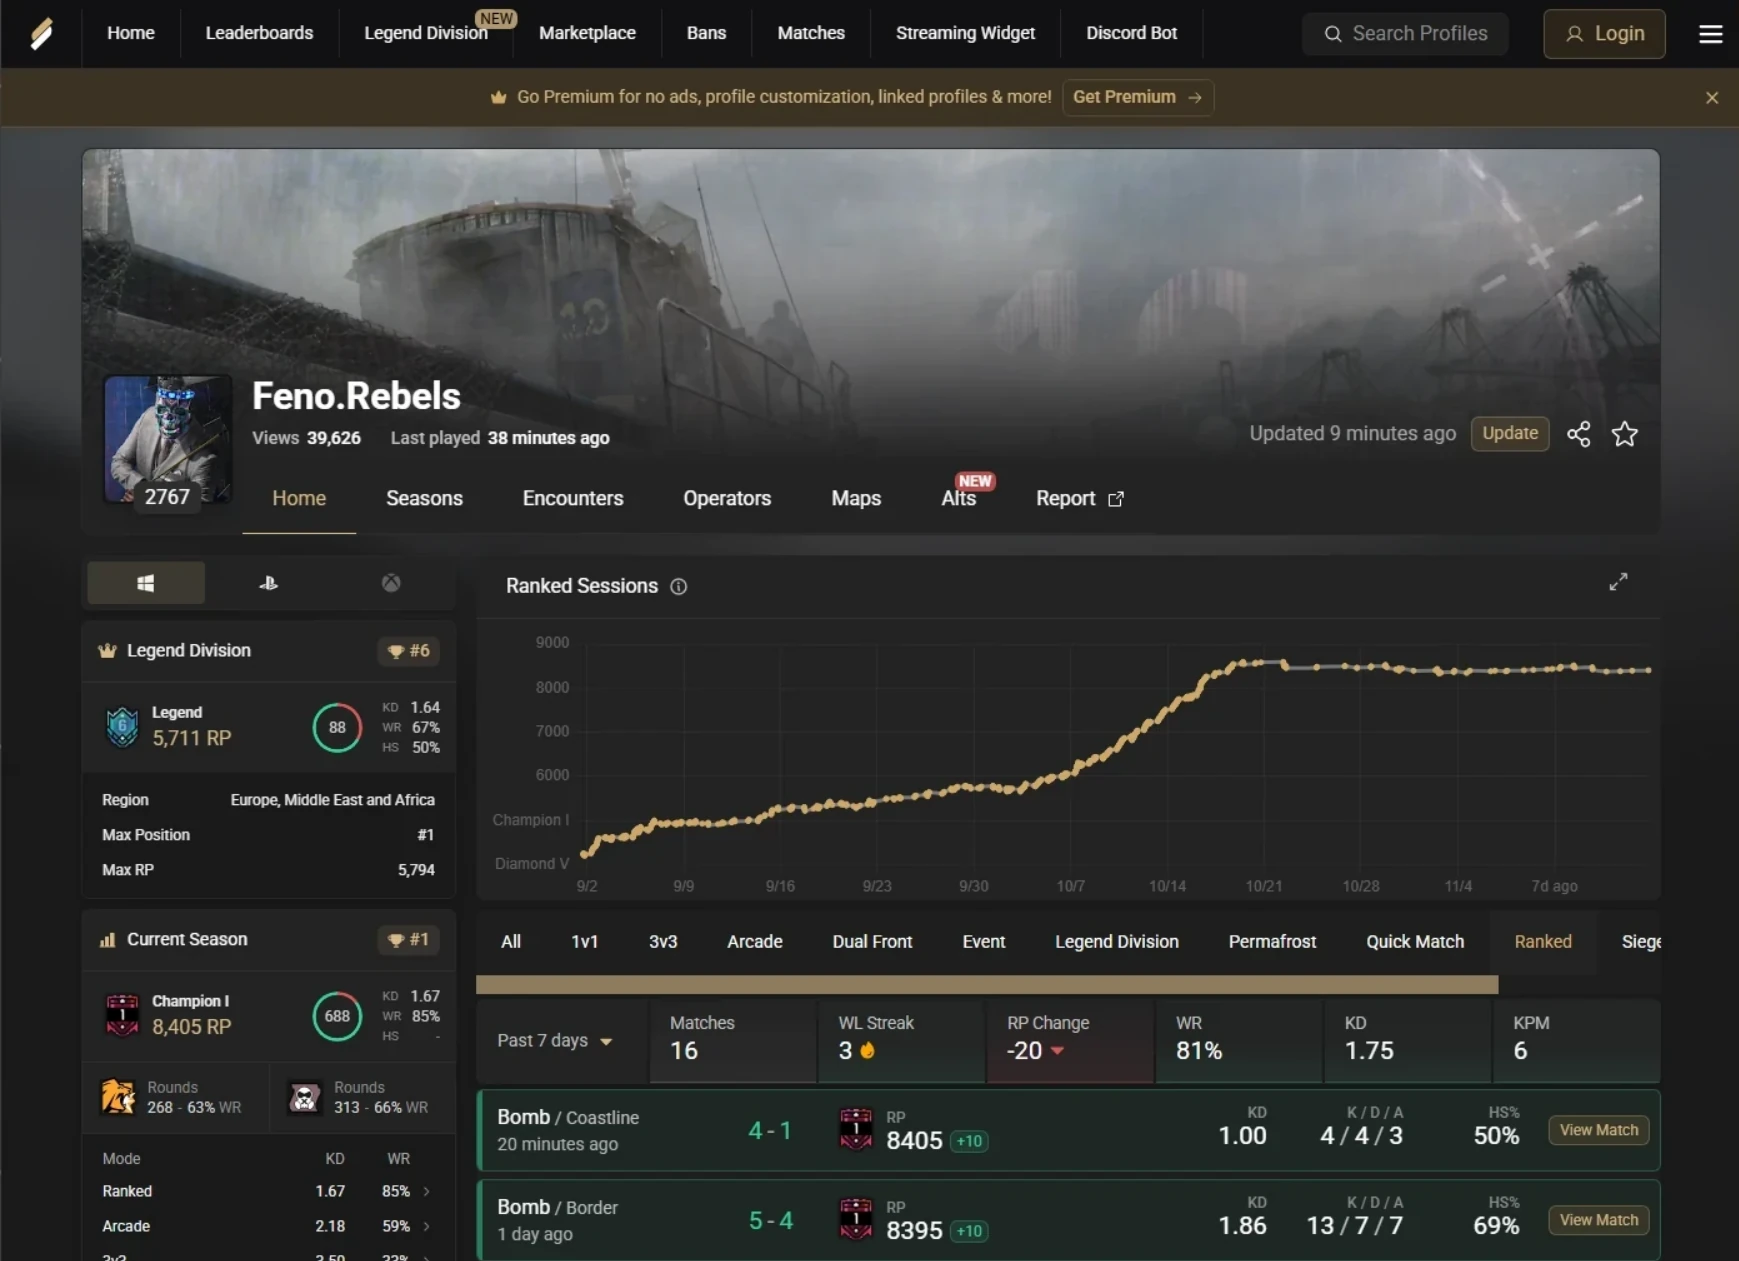 Home Leaderboards Legend Division NEW Marketplace Bans Matches Streaming Widget Discord Bot Search Profiles Login
Go Premium for no ads, profile customization, linked profiles & more! Get Premium →
Feno.Rebels
Views 39,626 Last played 38 minutes ago
Updated 9 minutes ago Update
2767
Home Seasons Encounters Operators Maps Alts NEW Report
Legend Division #6
Legend
5,711 RP
88
KD 1.64
WR 67%
HS 50%
Region Europe, Middle East and Africa
Max Position #1
Max RP 5,794
Current Season #1
Champion I
8,405 RP
688
KD 1.67
WR 85%
HS -
Rounds
268 - 63% WR
Rounds
313 - 66% WR
Mode KD WR
Ranked 1.67 85%
Arcade 2.18 59%
Ranked Sessions
9000
8000
7000
6000
Champion I
Diamond V
9/2 9/9 9/16 9/23 9/30 10/7 10/14 10/21 10/28 11/4 7d ago
All 1v1 3v3 Arcade Dual Front Event Legend Division Permafrost Quick Match Ranked Siege
Past 7 days
Matches
16
WL Streak
3
RP Change
-20
WR
81%
KD
1.75
KPM
6
Bomb / Coastline
20 minutes ago
4 - 1
RP
8405 +10
KD
1.00
K / D / A
4 / 4 / 3
HS%
50%
View Match
Bomb / Border
1 day ago
5 - 4
RP
8395 +10
KD
1.86
K / D / A
13 / 7 / 7
HS%
69%
View Match